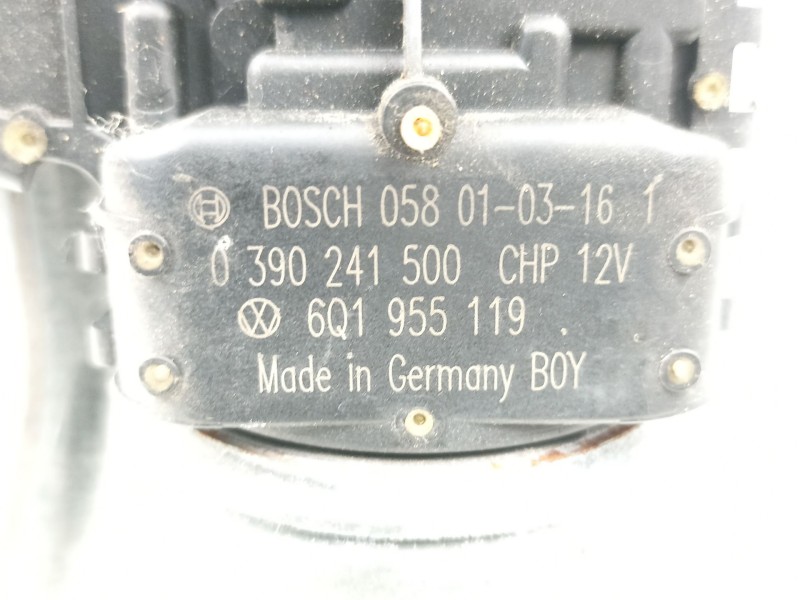 BOSCH 058 01-03-16 1
0 390 241 500 CHP 12V
6Q1 955 119 .
Made in Germany BOY